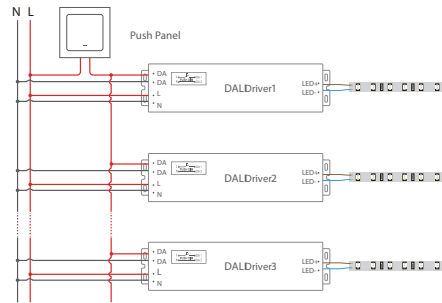 N L
Push Panel
DA
DA
L
N
DALIDriver1
LED+
LED-
DA
DA
L
N
DALIDriver2
LED+
LED-
DA
DA
L
N
DALIDriver3
LED+
LED-